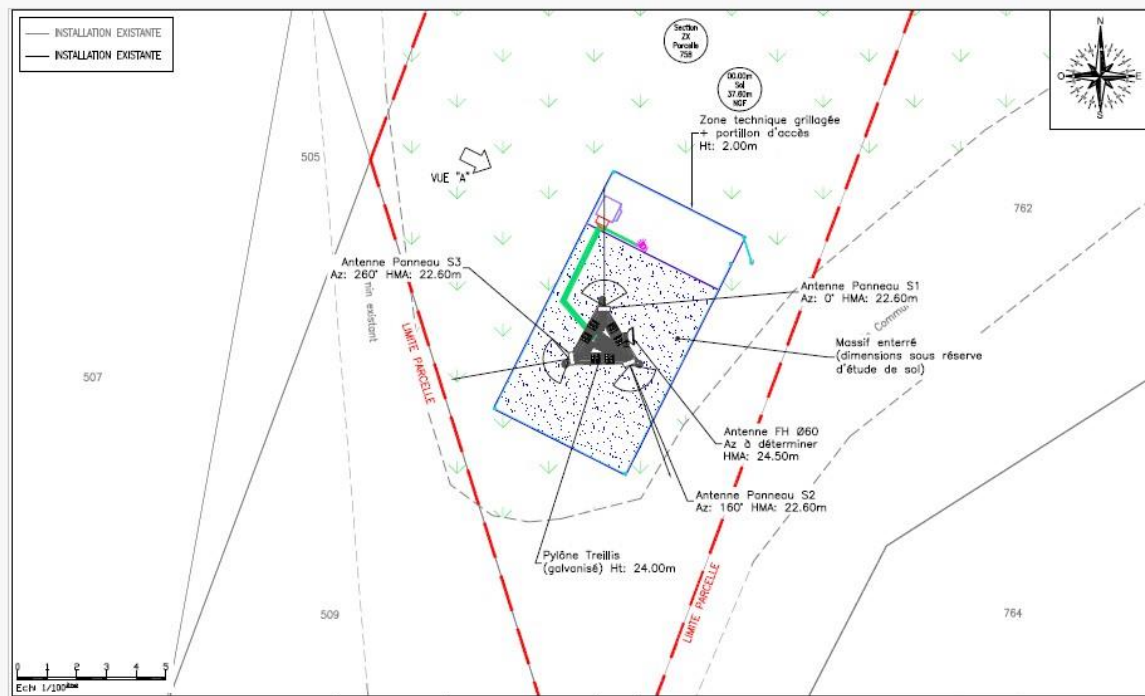 INSTALLATION EXISTANTE
INSTALLATION EXISTANTE
Section
ZX
Parcelle
758
00.00m
Sol
37.60m
NGF
N
O
E
S
Zone technique grillagée
+ portillon d'accès
Ht: 2.00m
505
VUE "A"
762
Antenne Panneau S3
Az: 260° HMA: 22.60m
min existant
Antenne Panneau S1
Az: 0° HMA: 22.60m
Commu
LIMITE PARCELLE
Massif enterré
(dimensions sous réserve
d'étude de sol)
507
Antenne FH Ø60
Az à déterminer
HMA: 24.50m
Antenne Panneau S2
Az: 160° HMA: 22.60m
Pylône Treillis
(galvanisé) Ht: 24.00m
LIMITE PARCELLE
509
764
0 1 2 3 4 5
Ech: 1/100